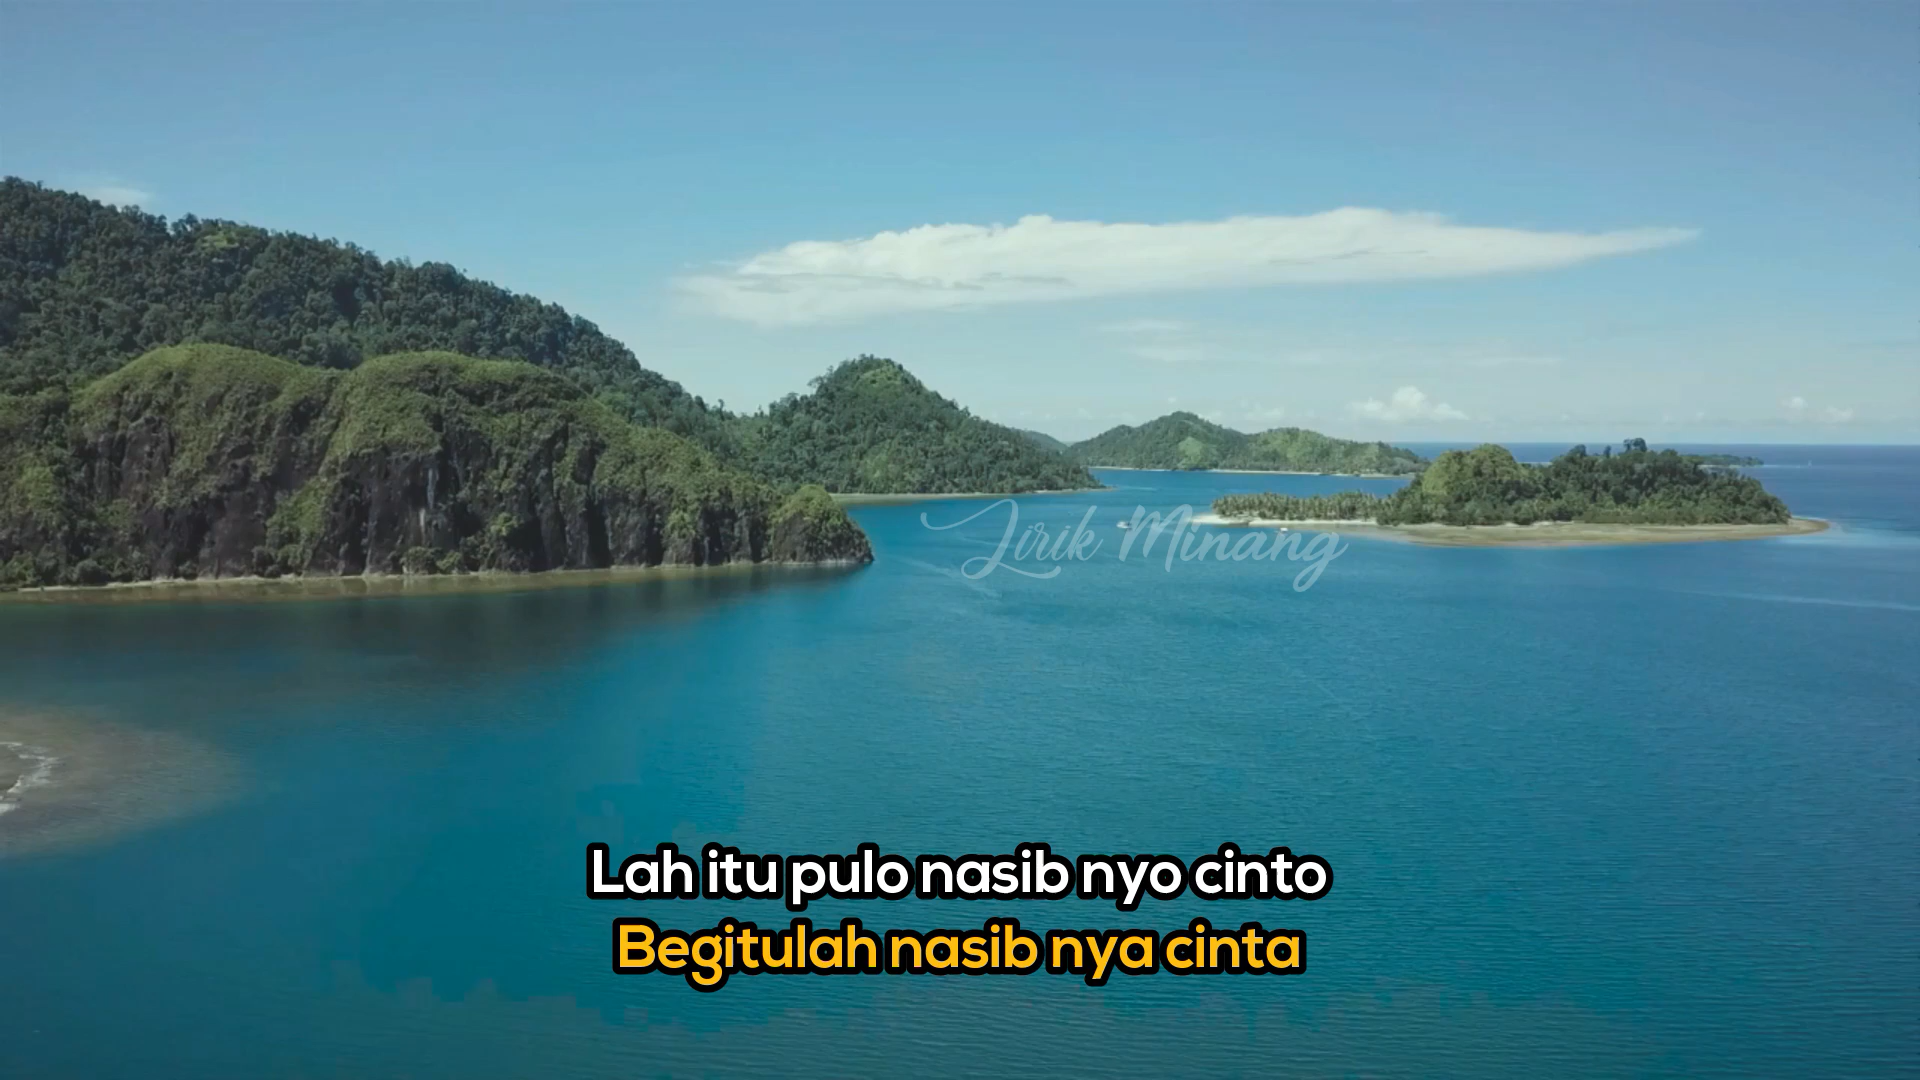 Lirik Minang
Lah itu pulo nasib nyo cinto
Begitulah nasib nya cinta